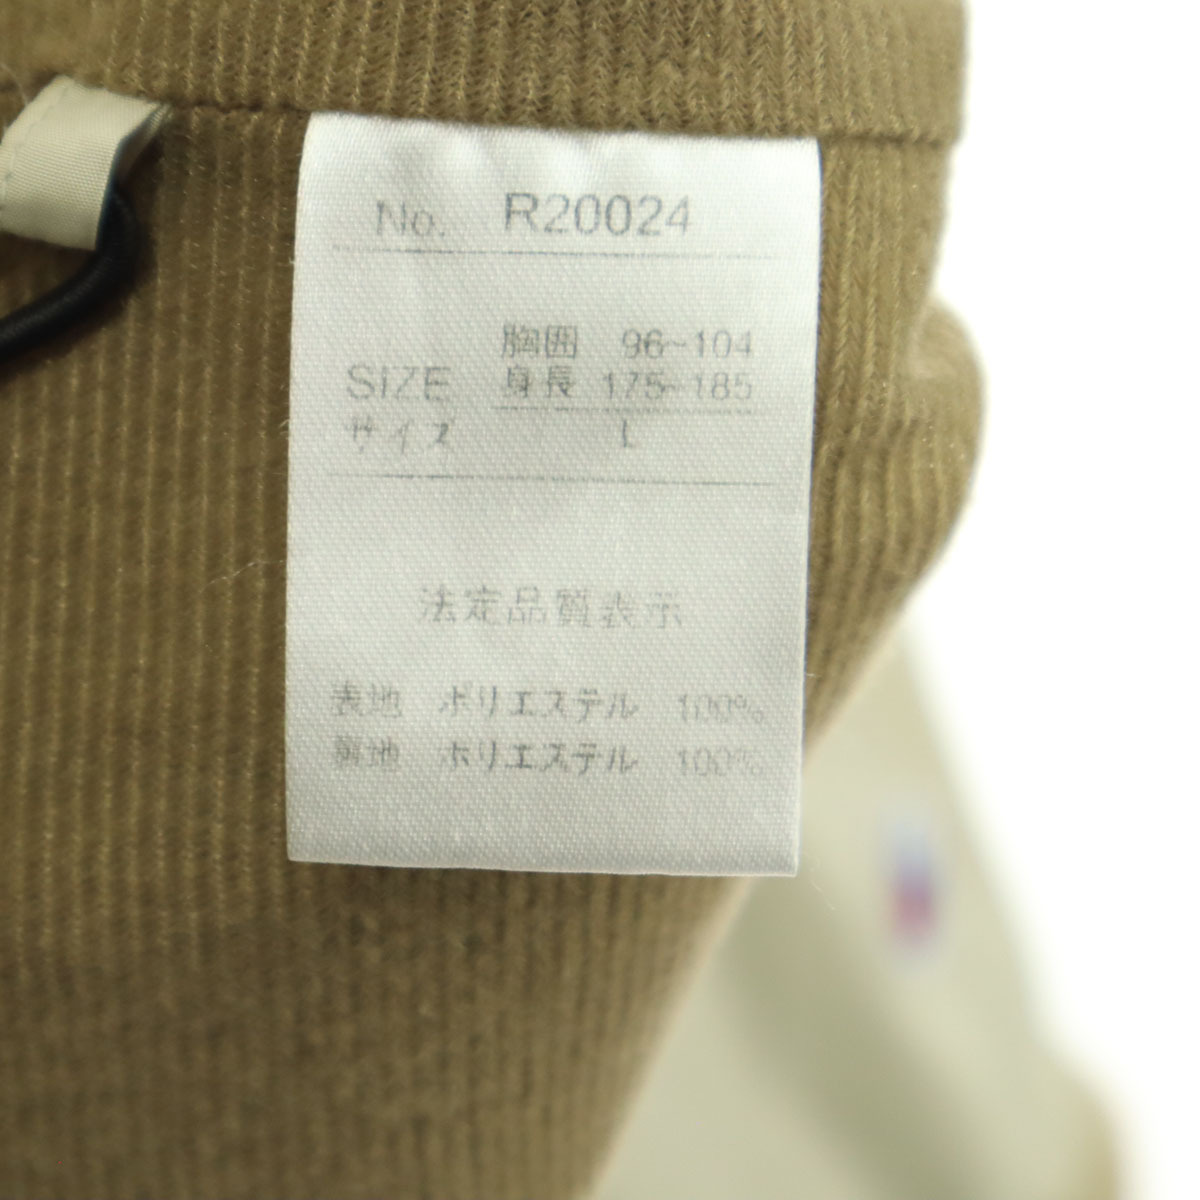 No. R20024
胸囲 96~104
SIZE 身長 175~185
サイズ L
法定品質表示
表地 ポリエステル 100%
裏地 ポリエステル 100%